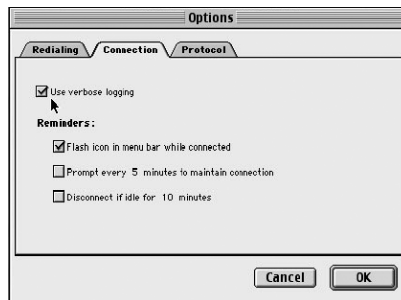 Options
Redialing Connection Protocol
Use verbose logging
Reminders:
Flash icon in menu bar while connected
Prompt every 5 minutes to maintain connection
Disconnect if idle for 10 minutes
Cancel OK